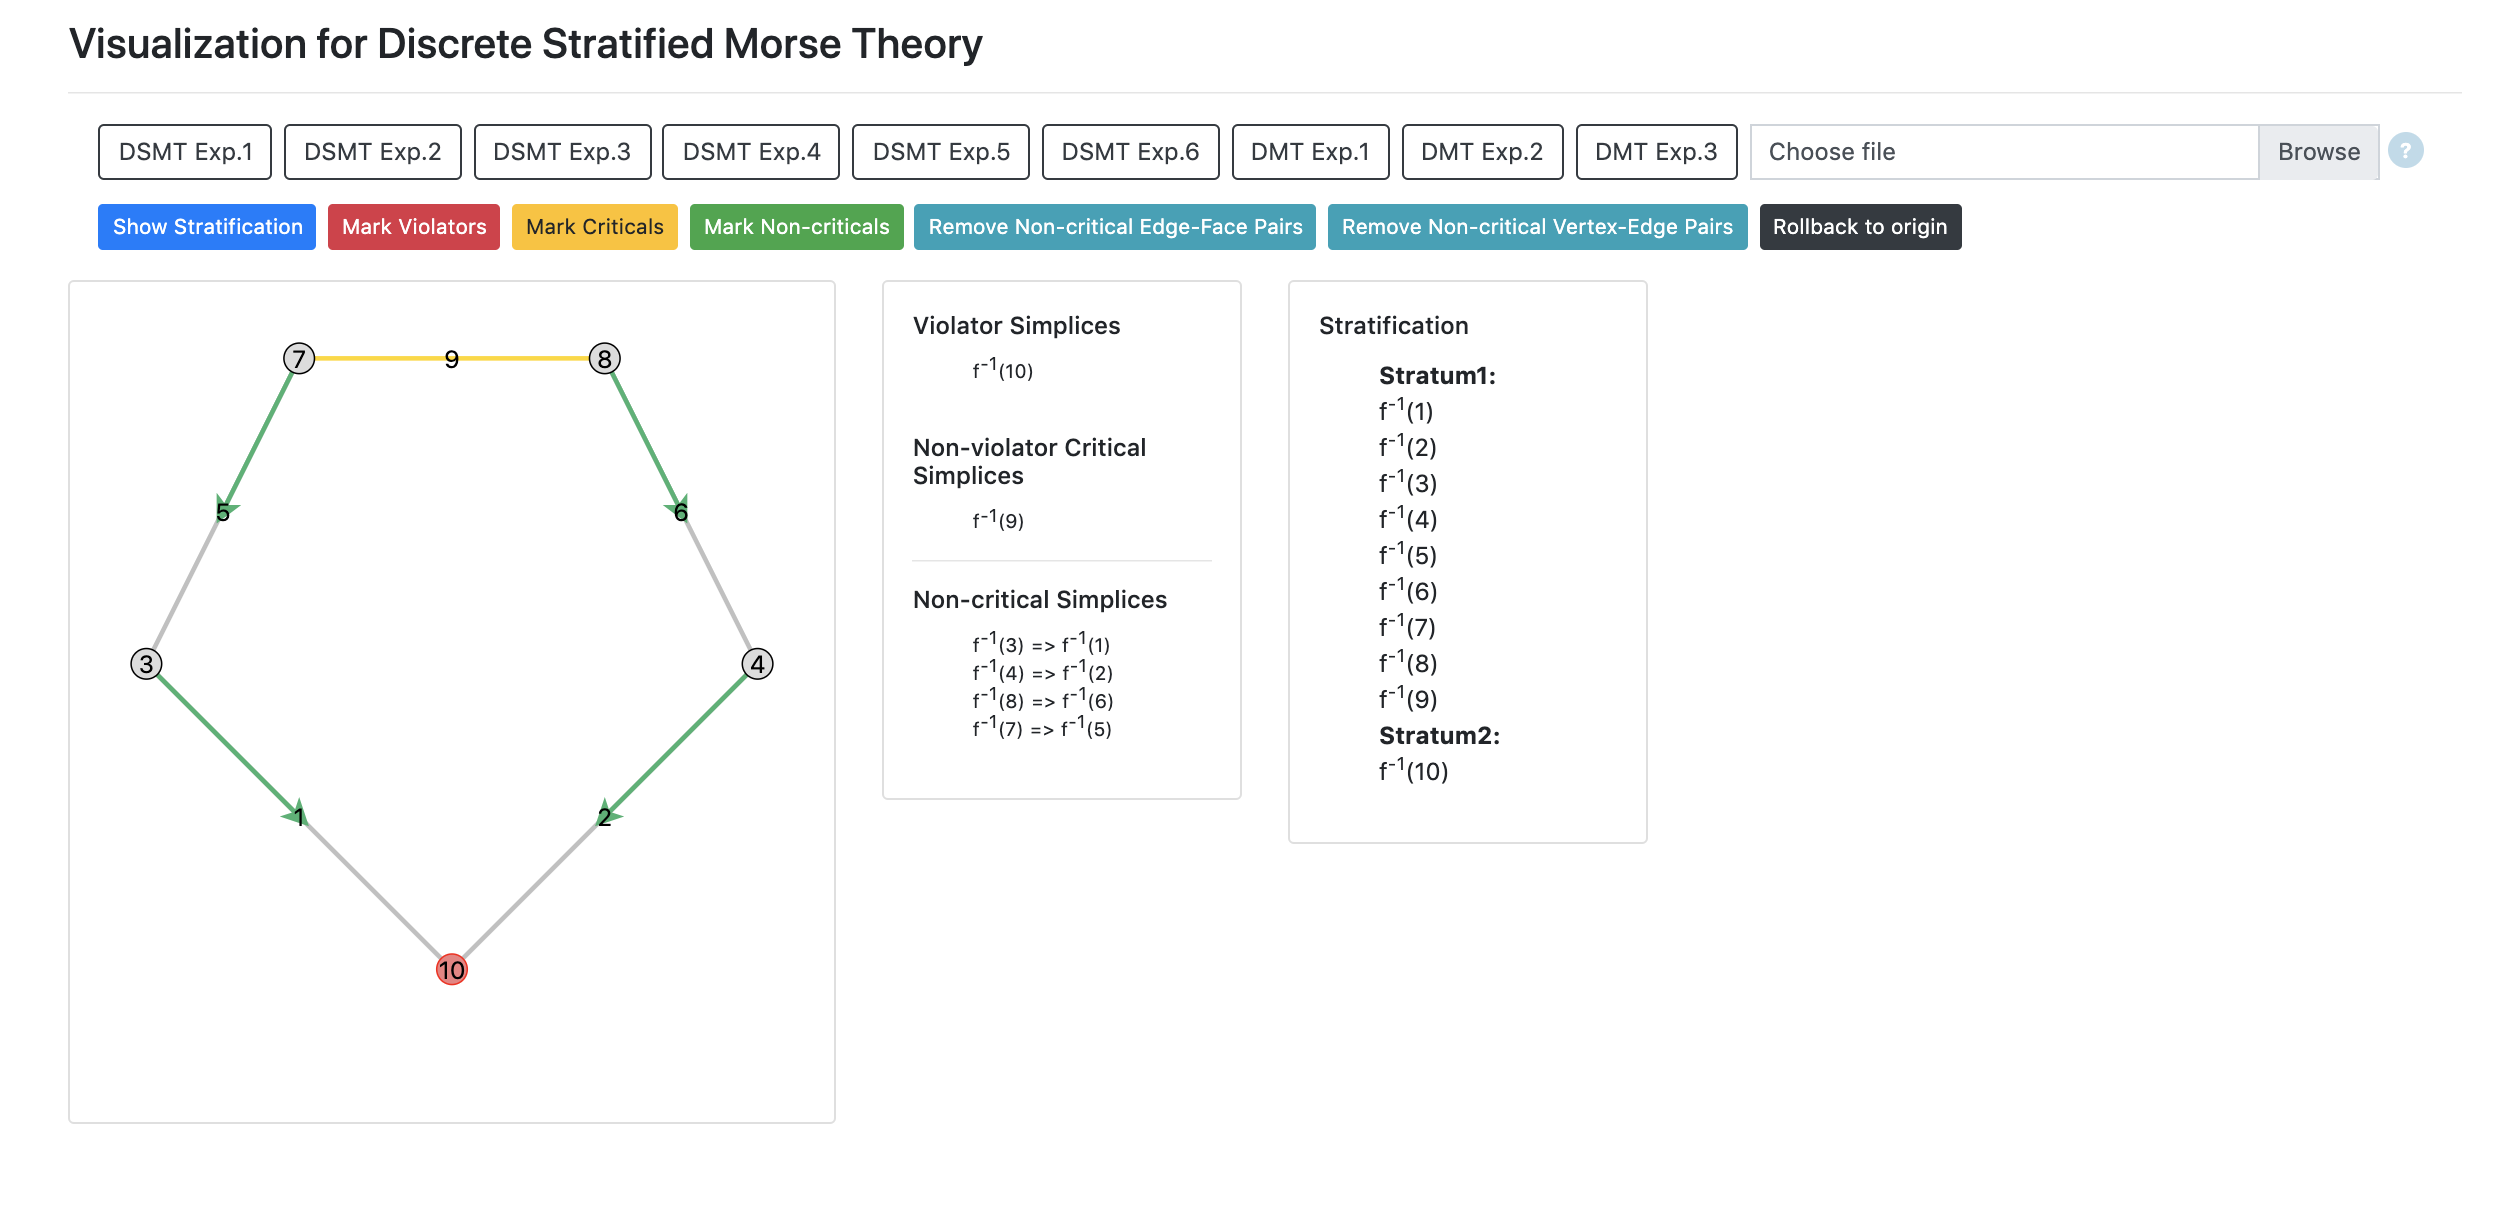 Visualization for Discrete Stratified Morse Theory
DSMT Exp.1 DSMT Exp.2 DSMT Exp.3 DSMT Exp.4 DSMT Exp.5 DSMT Exp.6 DMT Exp.1 DMT Exp.2 DMT Exp.3 Choose file Browse ?
Show Stratification Mark Violators Mark Criticals Mark Non-criticals Remove Non-critical Edge-Face Pairs Remove Non-critical Vertex-Edge Pairs Rollback to origin
7 9 8
5 6
3 4
1 2
10
Violator Simplices
f⁻¹(10)
Non-violator Critical
Simplices
f⁻¹(9)
Non-critical Simplices
f⁻¹(3) => f⁻¹(1)
f⁻¹(4) => f⁻¹(2)
f⁻¹(8) => f⁻¹(6)
f⁻¹(7) => f⁻¹(5)
Stratification
Stratum1:
f⁻¹(1)
f⁻¹(2)
f⁻¹(3)
f⁻¹(4)
f⁻¹(5)
f⁻¹(6)
f⁻¹(7)
f⁻¹(8)
f⁻¹(9)
Stratum2:
f⁻¹(10)